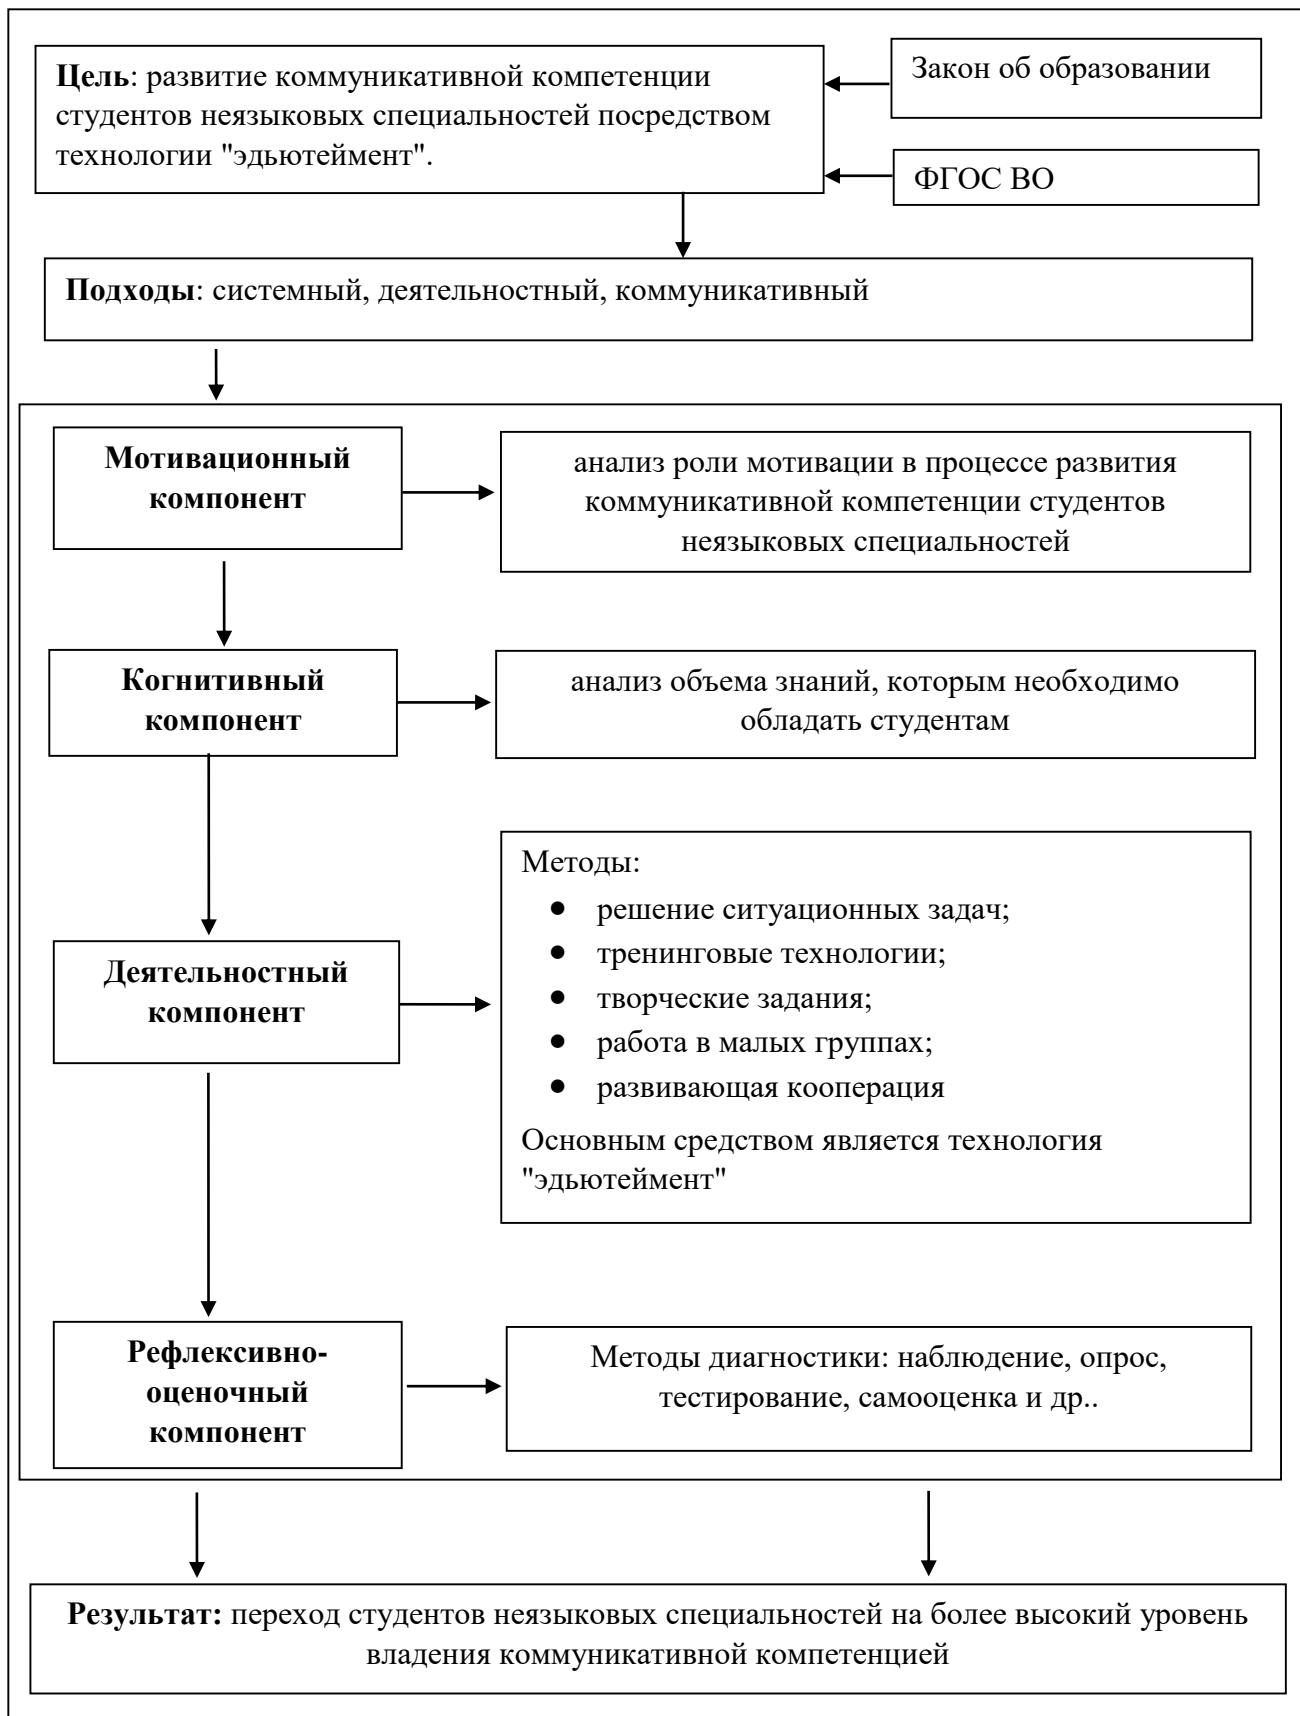 Цель: развитие коммуникативной компетенции
студентов неязыковых специальностей посредством
технологии "эдьютеймент".
Закон об образовании
ФГОС ВО
Подходы: системный, деятельностный, коммуникативный
Мотивационный
компонент
анализ роли мотивации в процессе развития
коммуникативной компетенции студентов
неязыковых специальностей
Когнитивный
компонент
анализ объема знаний, которым необходимо
обладать студентам
Деятельностный
компонент
Методы:
● решение ситуационных задач;
● тренинговые технологии;
● творческие задания;
● работа в малых группах;
● развивающая кооперация
Основным средством является технология
"эдьютеймент"
Рефлексивно-
оценочный
компонент
Методы диагностики: наблюдение, опрос,
тестирование, самооценка и др..
Результат: переход студентов неязыковых специальностей на более высокий уровень
владения коммуникативной компетенцией